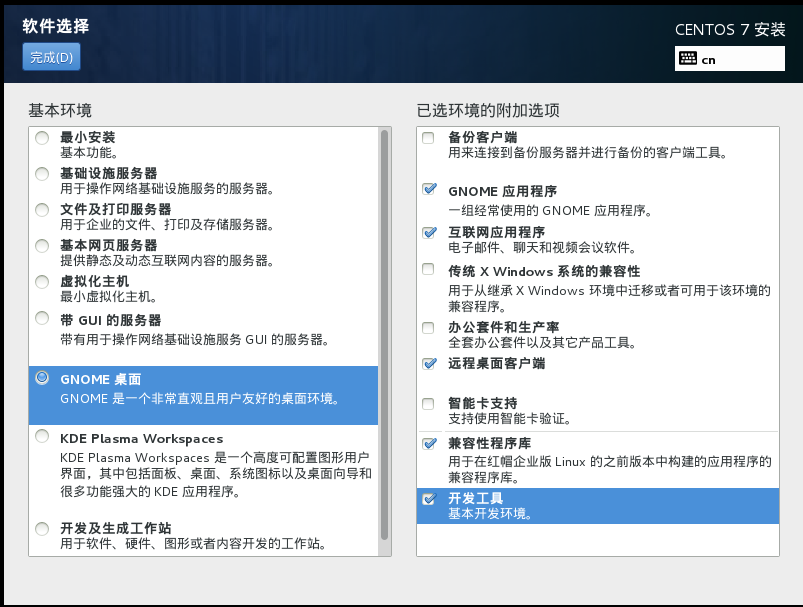 软件选择
完成(D)
CENTOS 7 安装
cn
基本环境
最小安装
基本功能。
基础设施服务器
用于操作网络基础设施服务的服务器。
文件及打印服务器
用于企业的文件、打印及存储服务器。
基本网页服务器
提供静态及动态互联网内容的服务器。
虚拟化主机
最小虚拟化主机。
带 GUI 的服务器
带有用于操作网络基础设施服务 GUI 的服务器。
GNOME 桌面
GNOME 是一个非常直观且用户友好的桌面环境。
KDE Plasma Workspaces
KDE Plasma Workspaces 是一个高度可配置图形用户
界面，其中包括面板、桌面、系统图标以及桌面向导和
很多功能强大的 KDE 应用程序。
开发及生成工作站
用于软件、硬件、图形或者内容开发的工作站。
已选环境的附加选项
备份客户端
用来连接到备份服务器并进行备份的客户端工具。
GNOME 应用程序
一组经常使用的 GNOME 应用程序。
互联网应用程序
电子邮件、聊天和视频会议软件。
传统 X Windows 系统的兼容性
用于从继承 X Windows 环境中迁移或者可用于该环境的
兼容程序。
办公套件和生产率
全套办公套件以及其它产品工具。
远程桌面客户端
智能卡支持
支持使用智能卡验证。
兼容性程序库
用于在红帽企业版 Linux 的之前版本中构建的应用程序的
兼容程序库。
开发工具
基本开发环境。